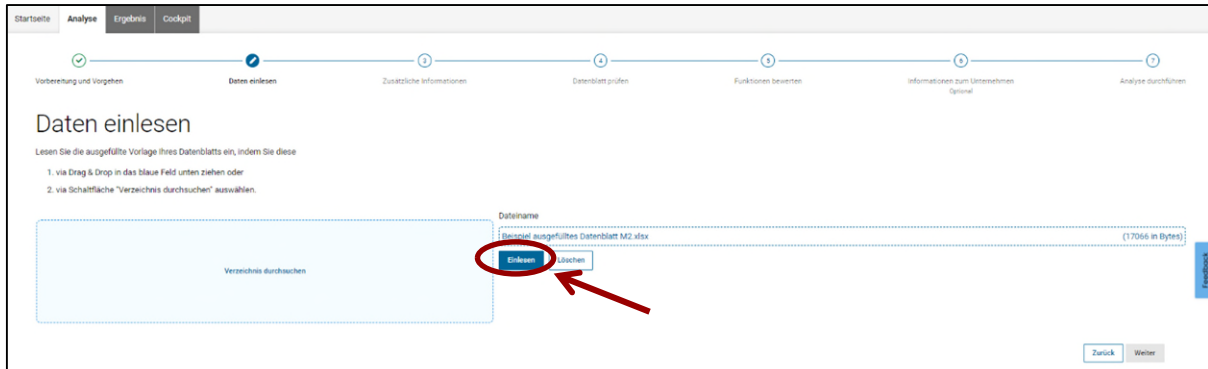 Startseite Analyse Ergebnis Cockpit
3 4 5 6 7
Vorbereitung und Vorgehen Daten einlesen Zusätzliche Informationen Datenblatt prüfen Funktionen bewerten Informationen zum Unternehmen Analyse durchführen
Optional
Daten einlesen
Lesen Sie die ausgefüllte Vorlage Ihres Datenblatts ein, indem Sie diese
1. via Drag & Drop in das blaue Feld unten ziehen oder
2. via Schaltfläche "Verzeichnis durchsuchen" auswählen.
Dateiname
Beispiel ausgefülltes Datenblatt M2.xlsx (17066 in Bytes)
Einlesen Löschen
Verzeichnis durchsuchen
Feedback
Zurück Weiter